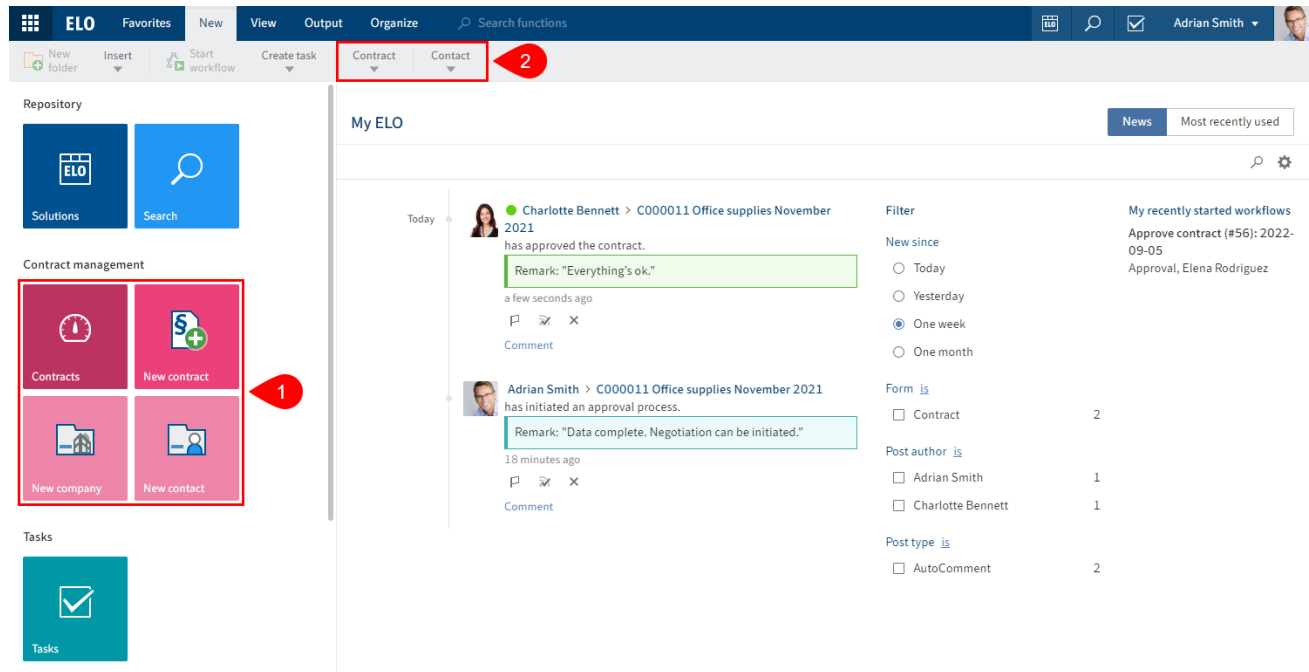 ELO Favorites New View Output Organize Search functions ELO Adrian Smith
New folder Insert Start workflow Create task Contract Contact 2
Repository
ELO
Solutions
Search
Contract management
Contracts
New contract
1
New company
New contact
Tasks
Tasks
My ELO
News
Most recently used
Today
Charlotte Bennett > C000011 Office supplies November
2021
has approved the contract.
Remark: "Everything's ok."
a few seconds ago
Comment
Adrian Smith > C000011 Office supplies November 2021
has initiated an approval process.
Remark: "Data complete. Negotiation can be initiated."
18 minutes ago
Comment
Filter
New since
Today
Yesterday
One week
One month
Form is
Contract 2
Post author is
Adrian Smith 1
Charlotte Bennett 1
Post type is
AutoComment 2
My recently started workflows
Approve contract (#56): 2022-
09-05
Approval, Elena Rodriguez